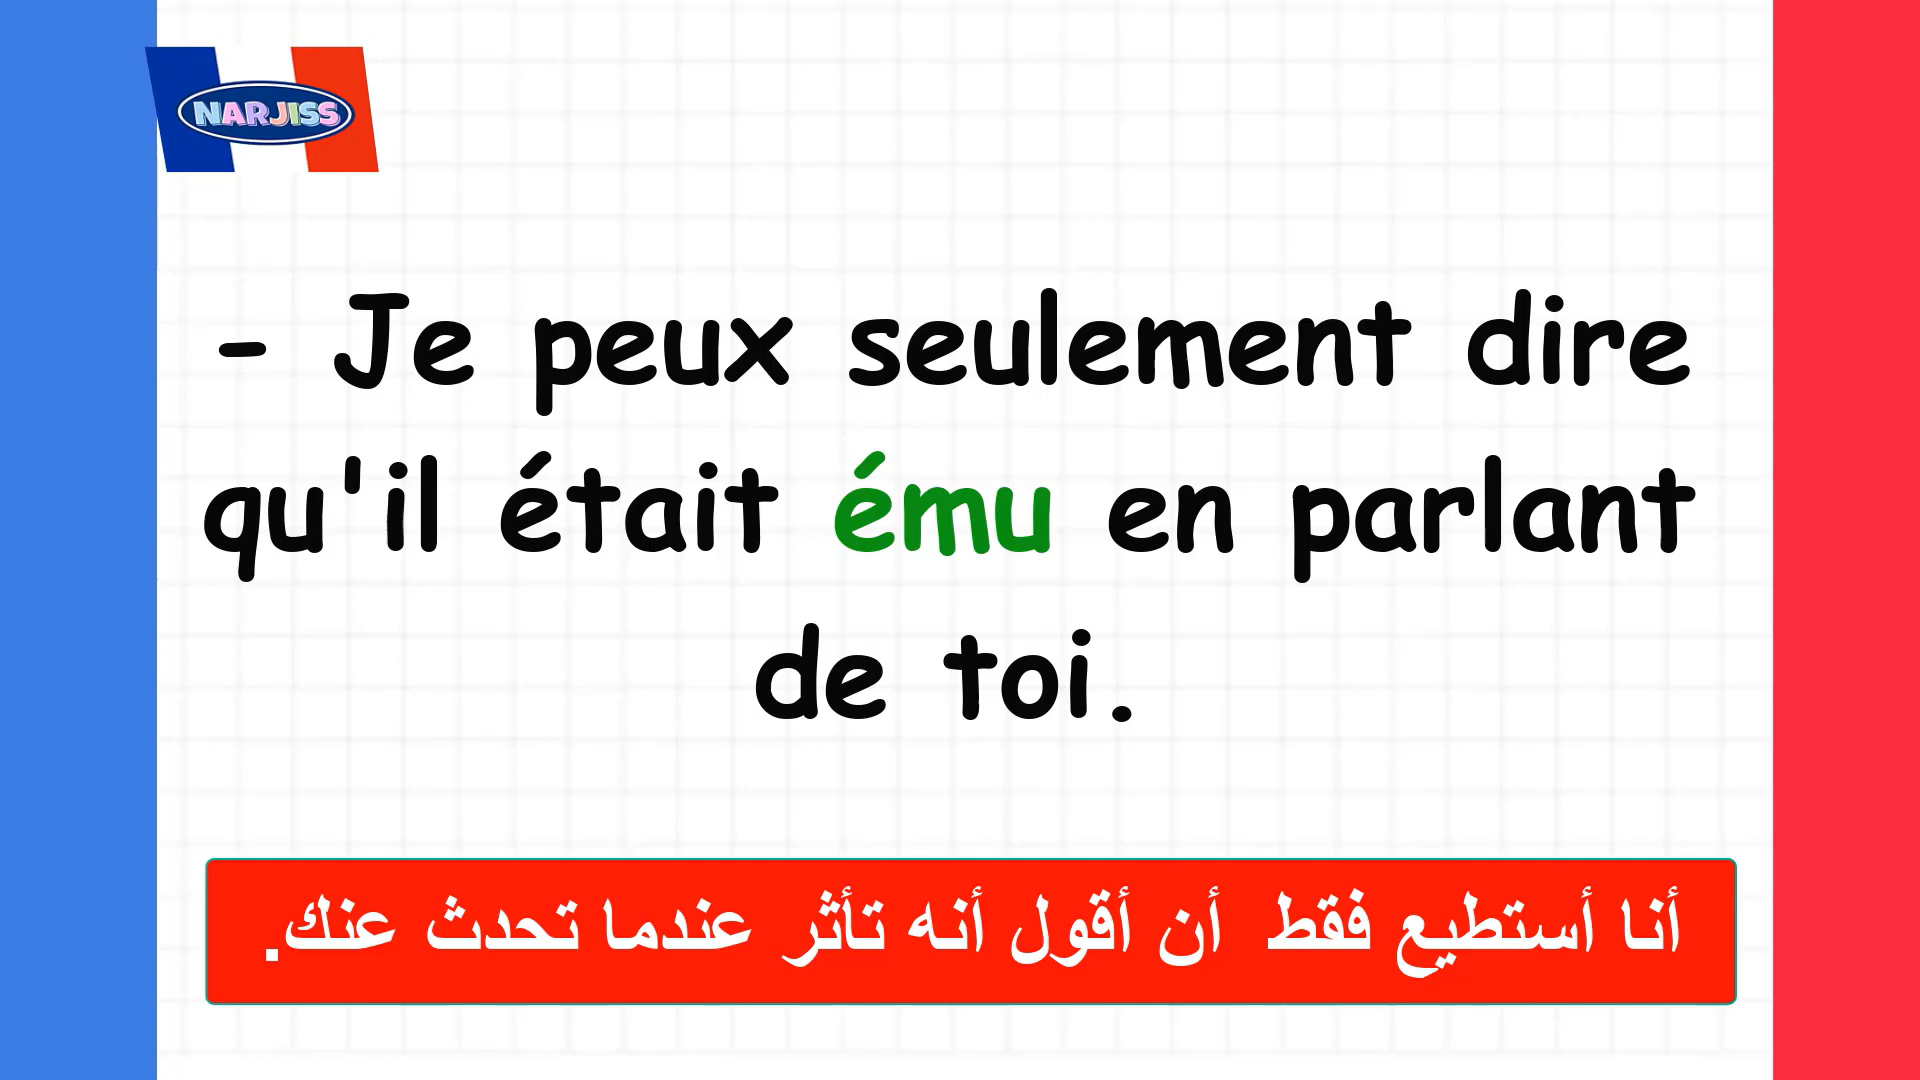 NARJISS
- Je peux seulement dire
qu'il était ému en parlant
de toi.
أنا أستطيع فقط أن أقول أنه تأثر عندما تحدث عنك.